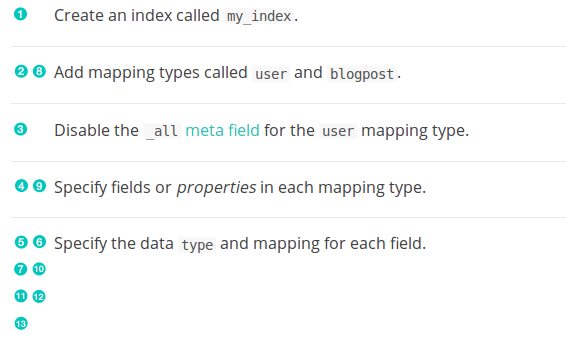 1 Create an index called my_index.
2 8 Add mapping types called user and blogpost.
3 Disable the _all meta field for the user mapping type.
4 9 Specify fields or properties in each mapping type.
5 6 Specify the data type and mapping for each field.
7 10
11 12
13